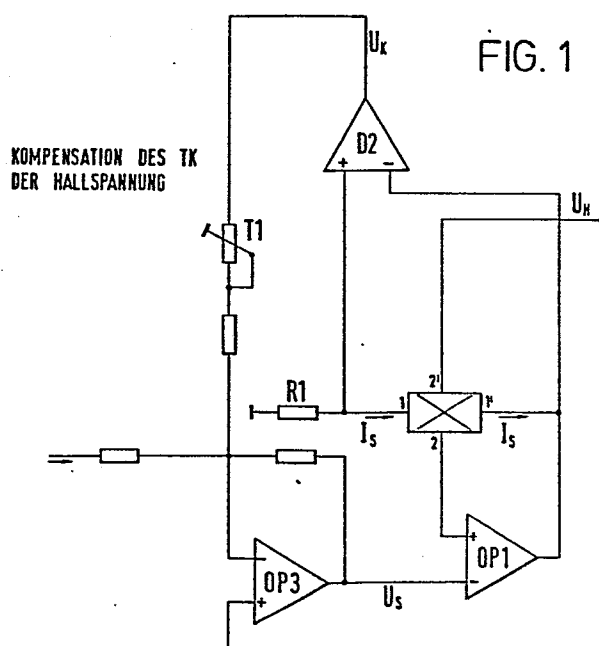 FIG. 1
U_K
D2
+ −
KOMPENSATION DES TK
DER HALLSPANNUNG
U_H
T1
R1
2'
1 1'
I_S I_S
2
+
OP1
−
−
OP3
+
U_S